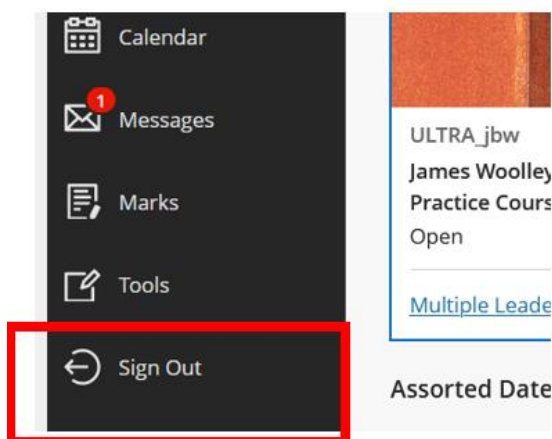 Calendar
1
Messages
Marks
Tools
Sign Out
ULTRA_jbw
James Woolley
Practice Cours
Open
Multiple Leade
Assorted Date